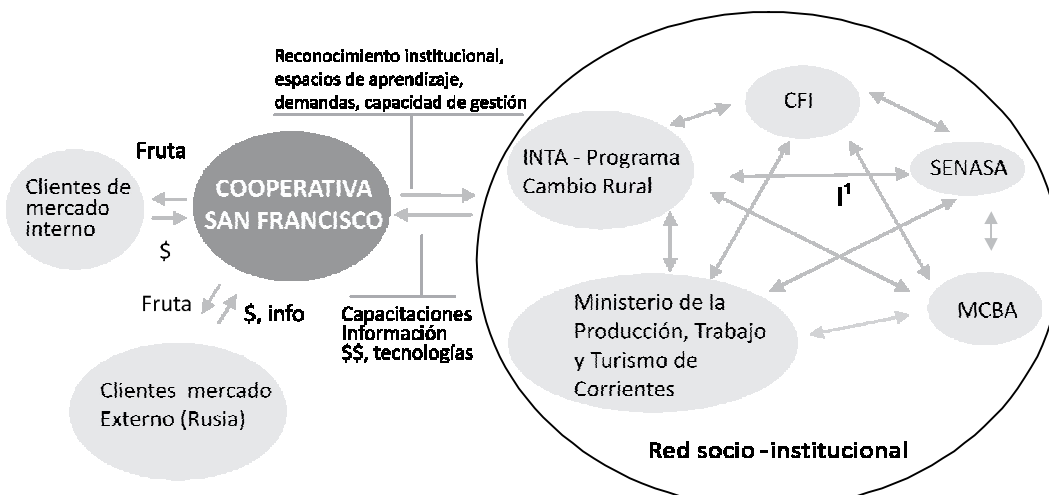 Reconocimiento institucional,
espacios de aprendizaje,
demandas, capacidad de gestión
Fruta
Clientes de
mercado
interno
$
COOPERATIVA
SAN FRANCISCO
Fruta
$, info
Clientes mercado
Externo (Rusia)
Capacitaciones
Información
$$, tecnologías
CFI
INTA - Programa
Cambio Rural
SENASA
I¹
Ministerio de la
Producción, Trabajo
y Turismo de
Corrientes
MCBA
Red socio-institucional